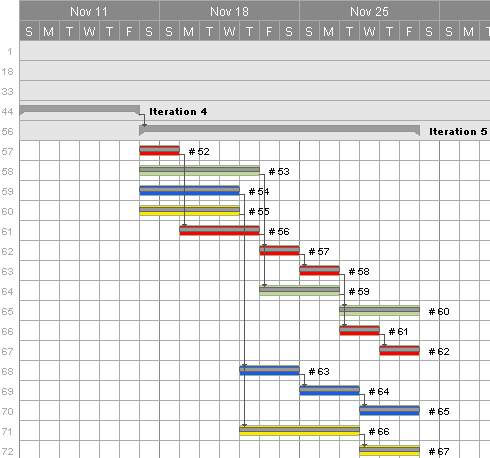 Nov 11 Nov 18 Nov 25
S M T W T F S S M T W T F S S M T W T F S S M T
1
18
33
44 Iteration 4
56 Iteration 5
57 # 52
58 # 53
59 # 54
60 # 55
61 # 56
62 # 57
63 # 58
64 # 59
65 # 60
66 # 61
67 # 62
68 # 63
69 # 64
70 # 65
71 # 66
72 # 67